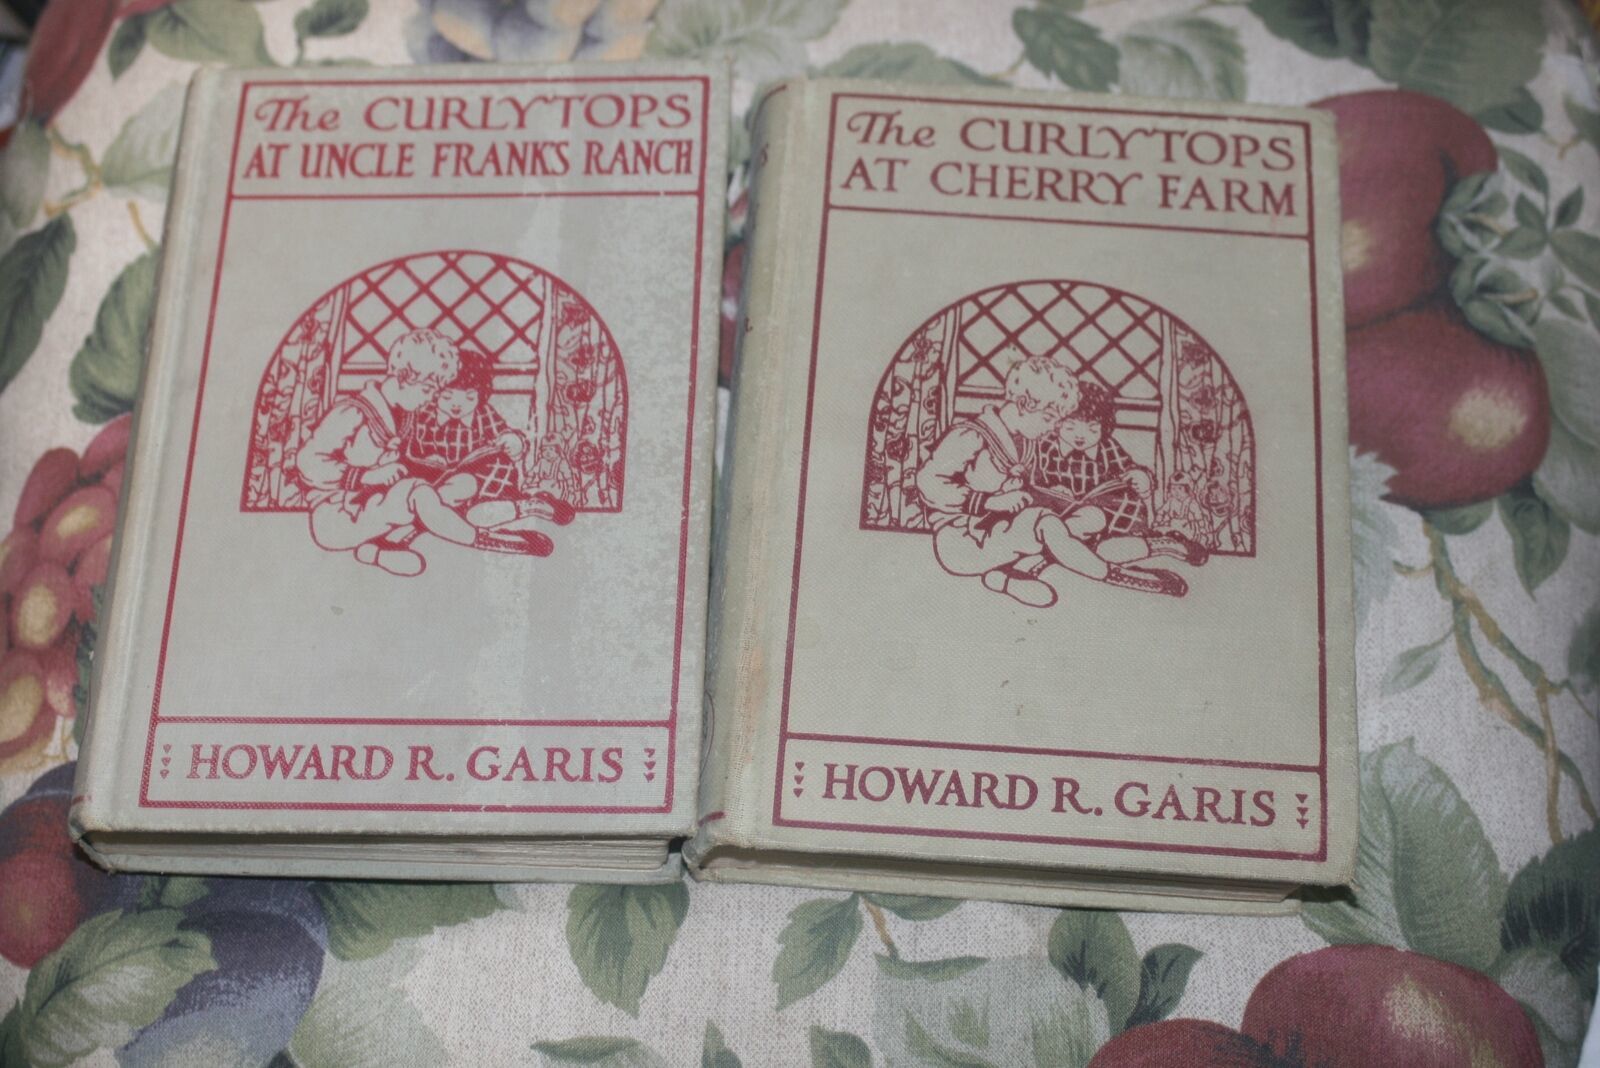 The CURLYTOPS
AT UNCLE FRANK'S RANCH
HOWARD R. GARIS
The CURLYTOPS
AT CHERRY FARM
HOWARD R. GARIS